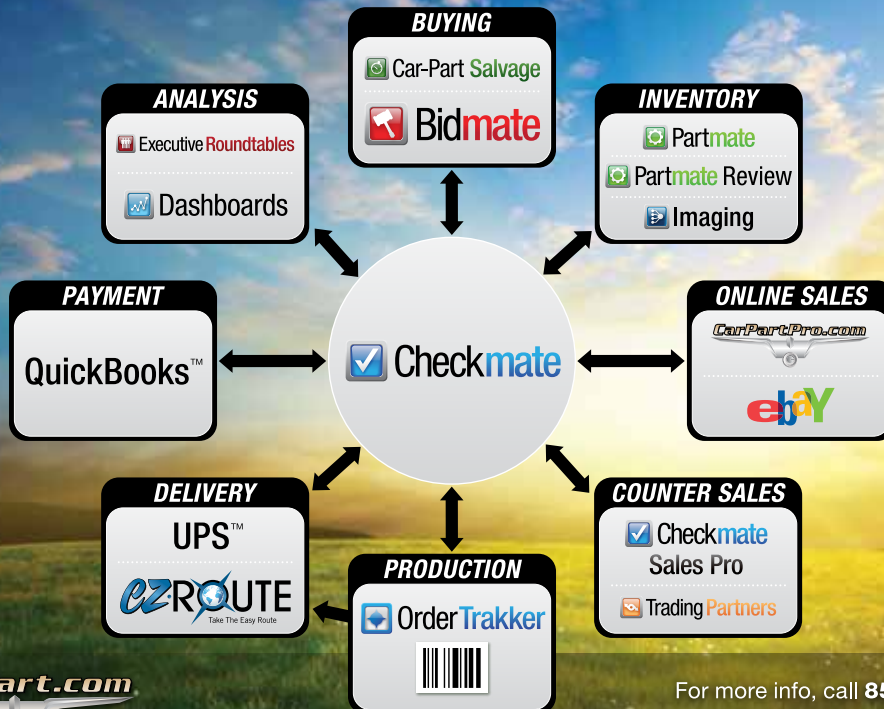 BUYING
Car-Part Salvage
Bidmate
ANALYSIS
Executive Roundtables
Dashboards
INVENTORY
Partmate
Partmate Review
Imaging
PAYMENT
QuickBooks™
Checkmate
ONLINE SALES
CarPartPro.com
ebaY
DELIVERY
UPS™
EZ-ROUTE
Take The Easy Route
PRODUCTION
OrderTrakker
COUNTER SALES
Checkmate
Sales Pro
Trading Partners
art.com
For more info, call 85